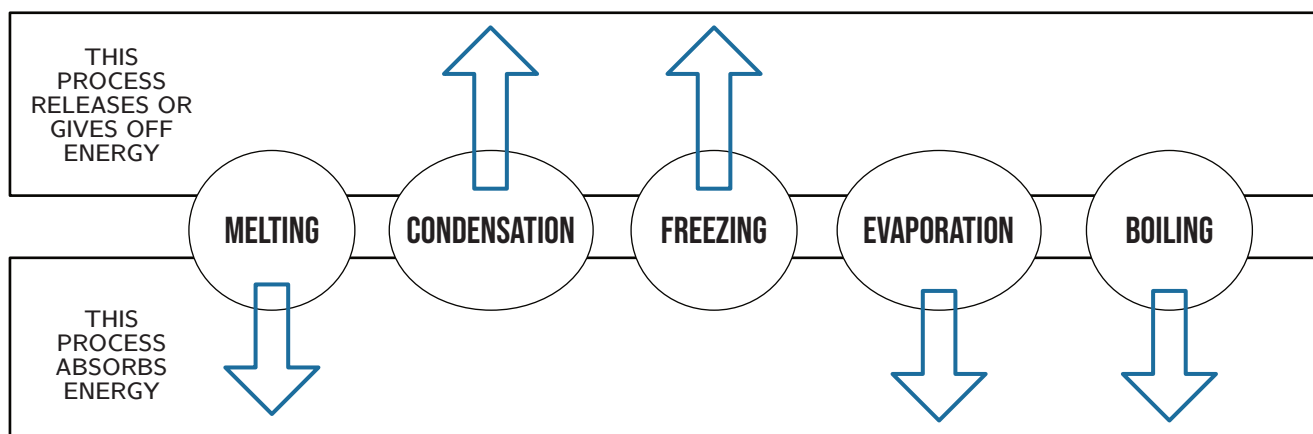 THIS
PROCESS
RELEASES OR
GIVES OFF
ENERGY
MELTING
CONDENSATION
FREEZING
EVAPORATION
BOILING
THIS
PROCESS
ABSORBS
ENERGY